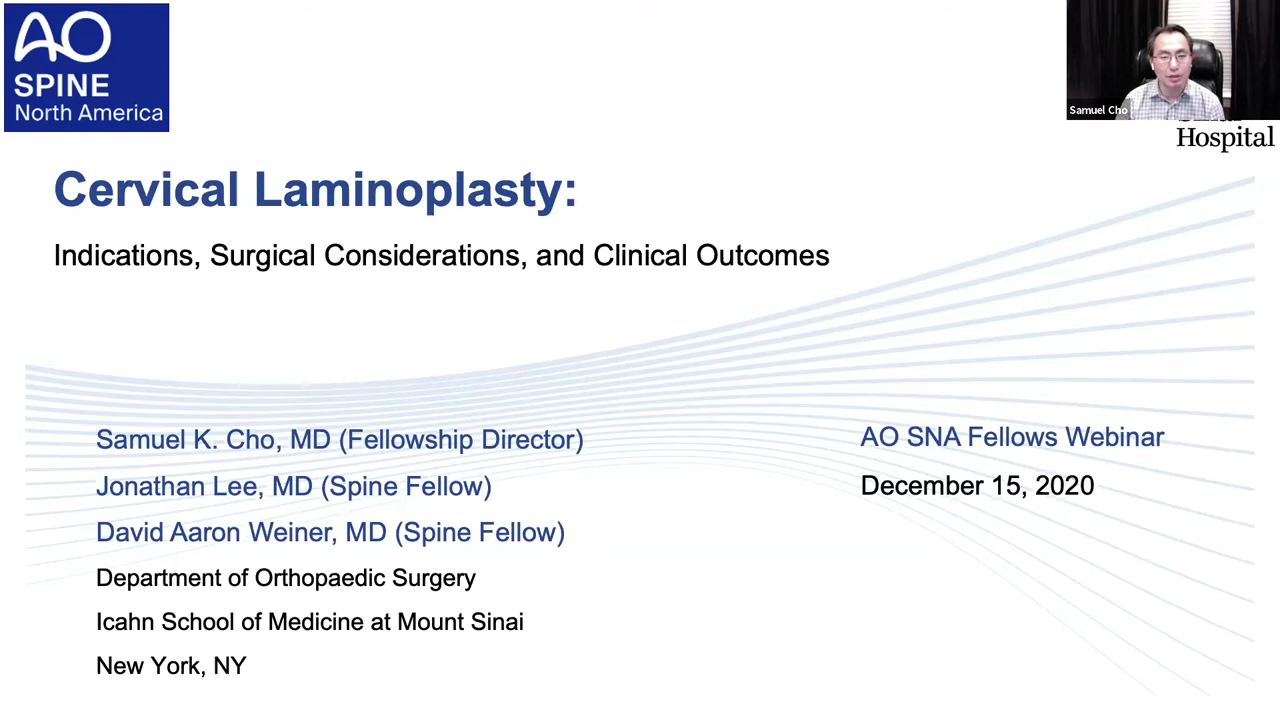 AO
SPINE
North America
Samuel Cho
Hospital
Cervical Laminoplasty:
Indications, Surgical Considerations, and Clinical Outcomes
Samuel K. Cho, MD (Fellowship Director)
Jonathan Lee, MD (Spine Fellow)
David Aaron Weiner, MD (Spine Fellow)
Department of Orthopaedic Surgery
Icahn School of Medicine at Mount Sinai
New York, NY
AO SNA Fellows Webinar
December 15, 2020